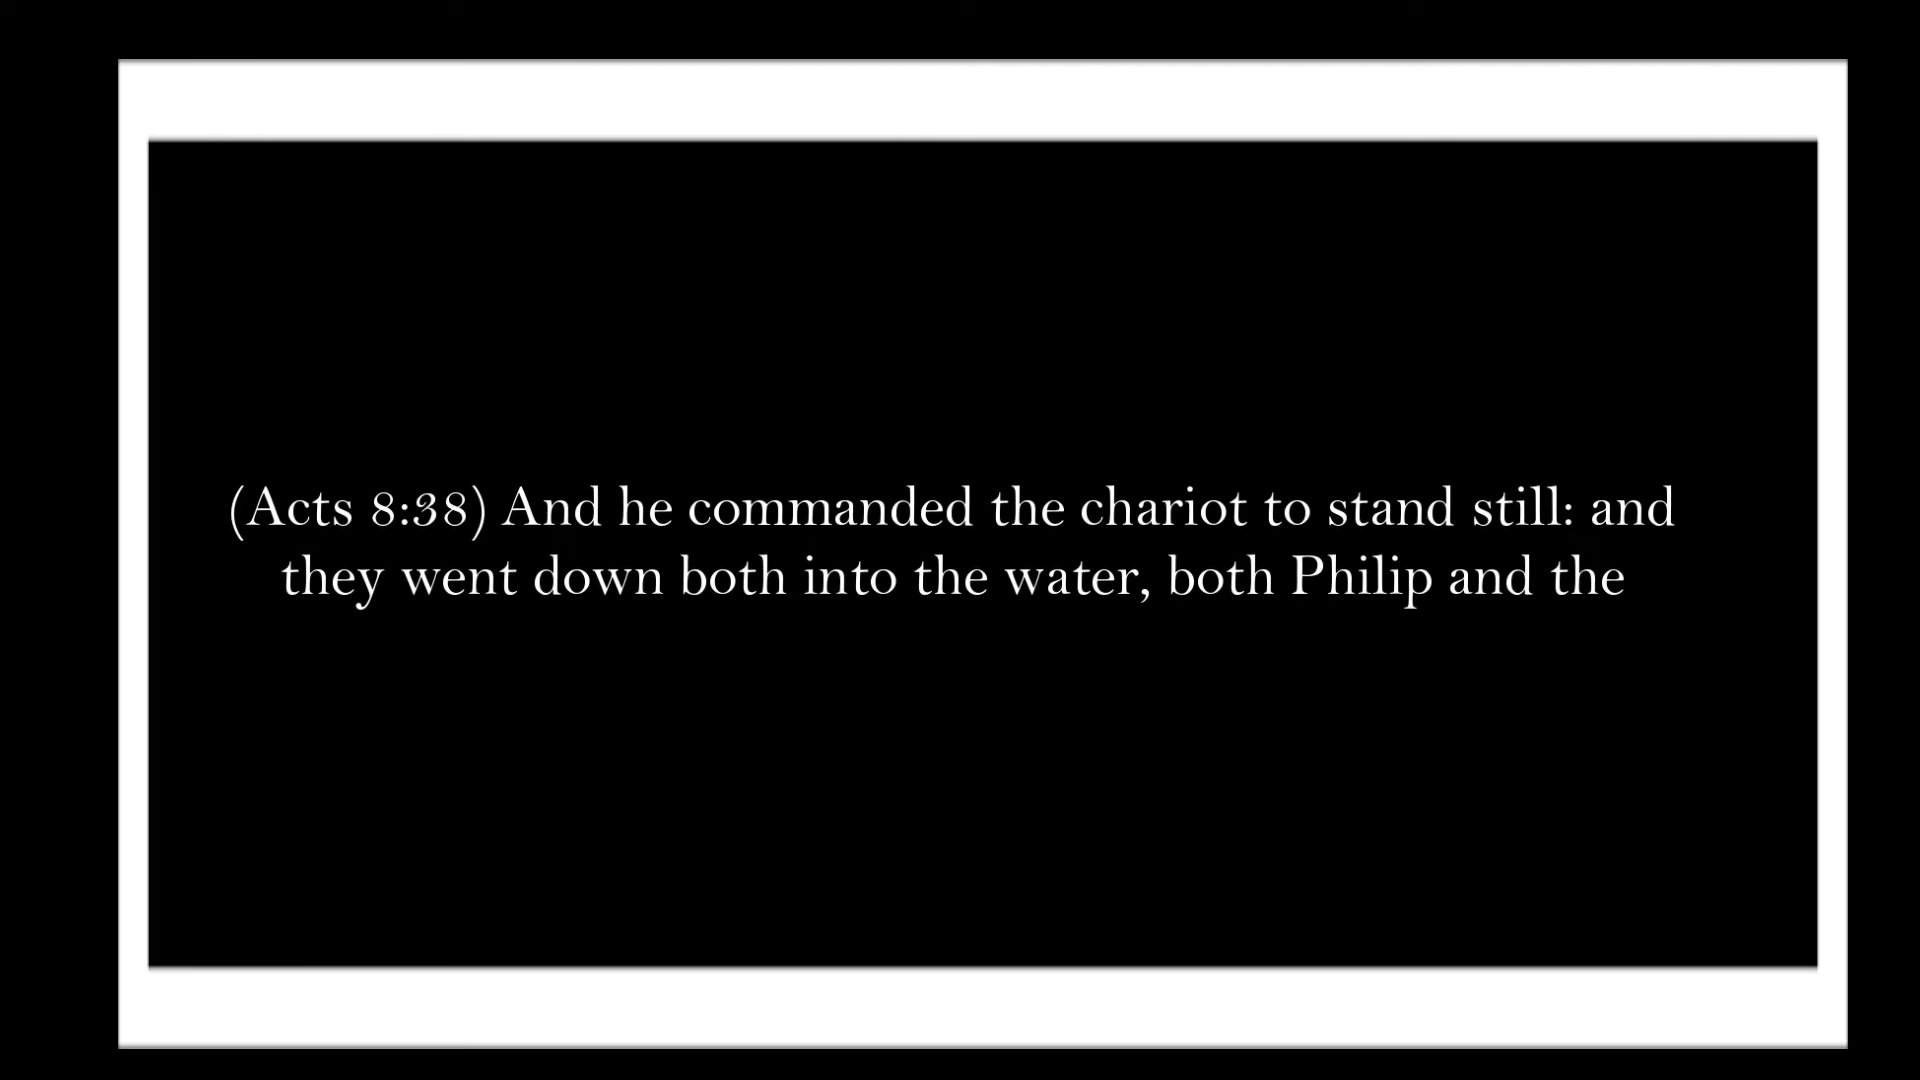 (Acts 8:38) And he commanded the chariot to stand still: and
they went down both into the water, both Philip and the